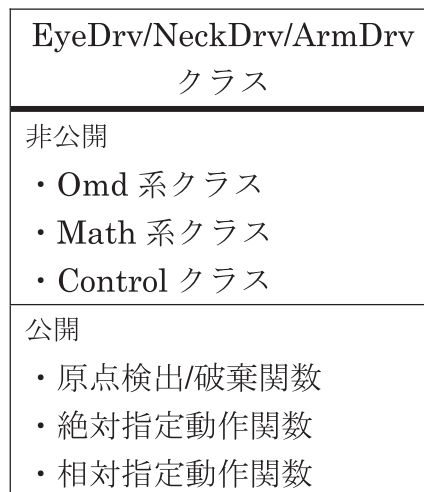 EyeDrv/NeckDrv/ArmDrv
クラス
非公開
・Omd 系クラス
・Math 系クラス
・Control クラス
公開
・原点検出/破棄関数
・絶対指定動作関数
・相対指定動作関数